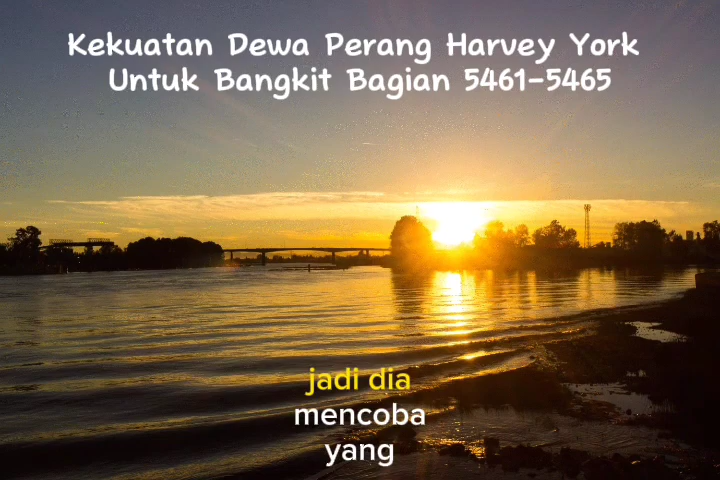 Kekuatan Dewa Perang Harvey York
Untuk Bangkit Bagian 5461-5465
jadi dia
mencoba
yang